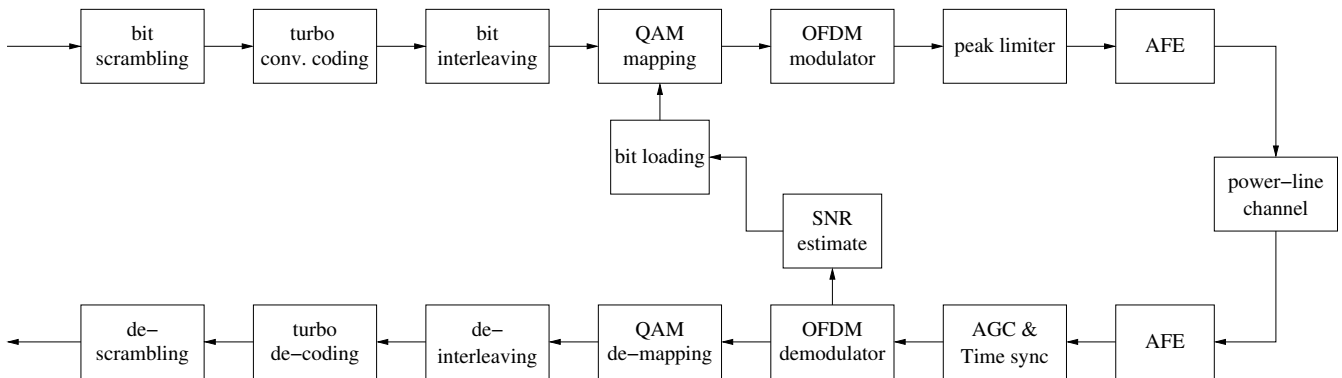 bit
scrambling
turbo
conv. coding
bit
interleaving
QAM
mapping
OFDM
modulator
peak limiter
AFE
bit loading
power−line
channel
SNR
estimate
de−
scrambling
turbo
de−coding
de−
interleaving
QAM
de−mapping
OFDM
demodulator
AGC &
Time sync
AFE